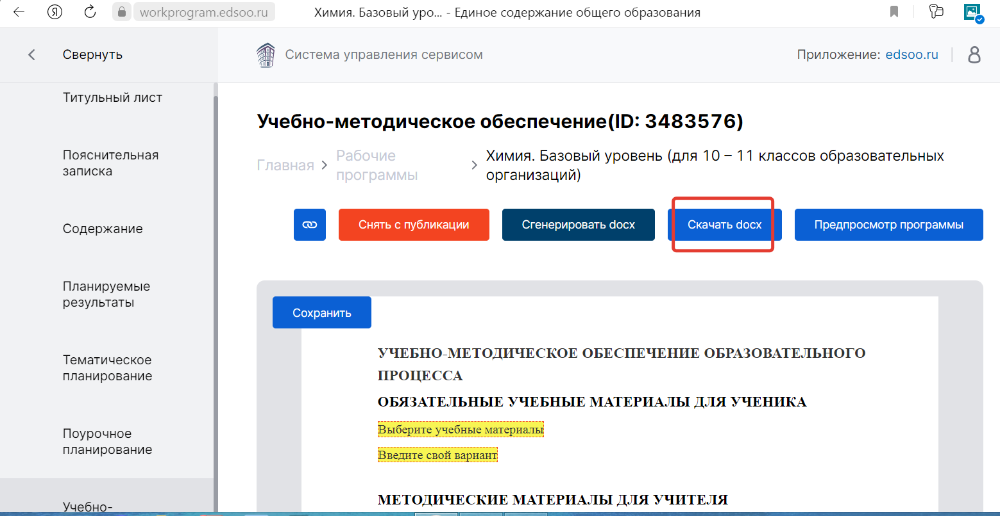 Я
workprogram.edsoo.ru
Химия. Базовый уро... - Единое содержание общего образования
Свернуть
Система управления сервисом
Приложение: edsoo.ru
Титульный лист
Пояснительная
записка
Содержание
Планируемые
результаты
Тематическое
планирование
Поурочное
планирование
Учебно-
Учебно-методическое обеспечение(ID: 3483576)
Главная
Рабочие
программы
Химия. Базовый уровень (для 10 – 11 классов образовательных
организаций)
Снять с публикации
Сгенерировать docx
Скачать docx
Предпросмотр программы
Сохранить
УЧЕБНО-МЕТОДИЧЕСКОЕ ОБЕСПЕЧЕНИЕ ОБРАЗОВАТЕЛЬНОГО
ПРОЦЕССА
ОБЯЗАТЕЛЬНЫЕ УЧЕБНЫЕ МАТЕРИАЛЫ ДЛЯ УЧЕНИКА
Выберите учебные материалы
Введите свой вариант
МЕТОДИЧЕСКИЕ МАТЕРИАЛЫ ДЛЯ УЧИТЕЛЯ